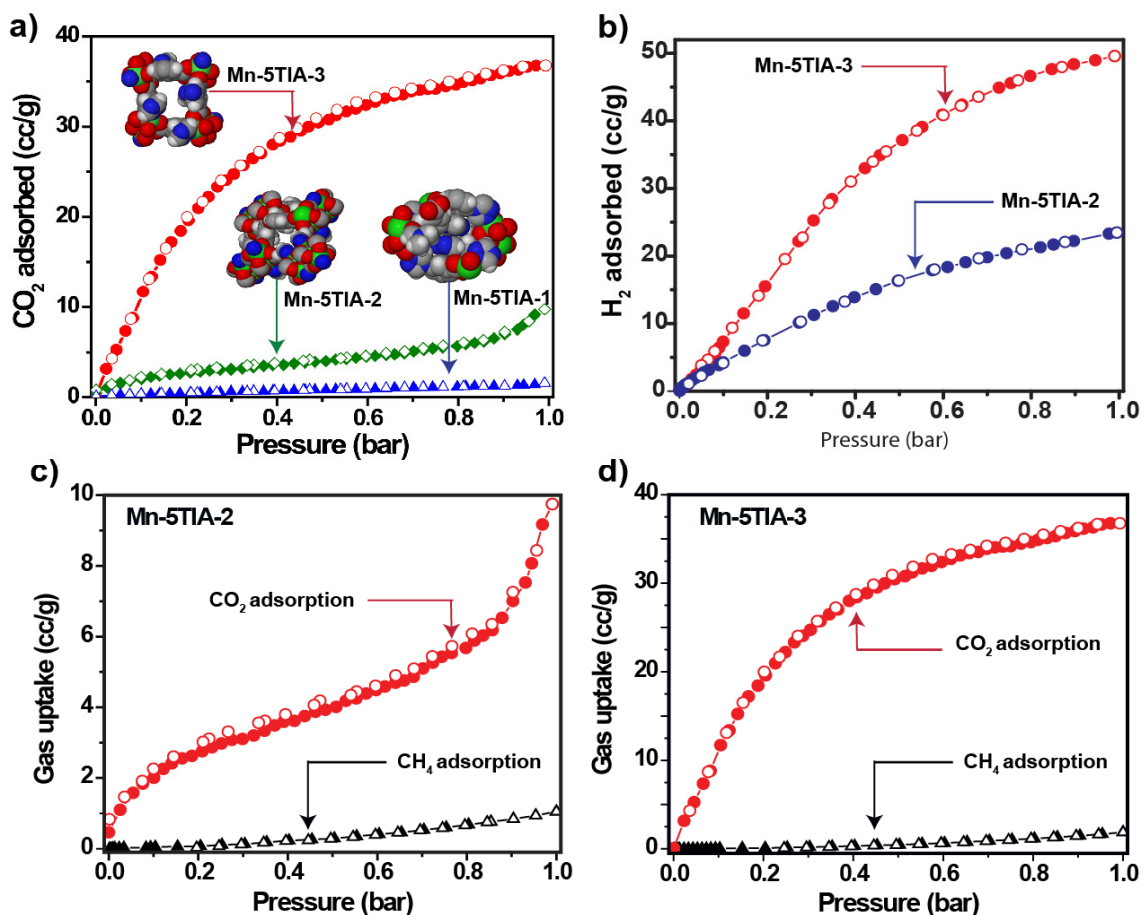 a)
CO2 adsorbed (cc/g)
40
30
20
10
0
Mn-5TIA-3
Mn-5TIA-2
Mn-5TIA-1
0.0 0.2 0.4 0.6 0.8 1.0
Pressure (bar)
b)
H2 adsorbed (cc/g)
50
40
30
20
10
0
Mn-5TIA-3
Mn-5TIA-2
0.0 0.2 0.4 0.6 0.8 1.0
Pressure (bar)
c)
Gas uptake (cc/g)
10
8
6
4
2
0
Mn-5TIA-2
CO2 adsorption
CH4 adsorption
0.0 0.2 0.4 0.6 0.8 1.0
Pressure (bar)
d)
Gas uptake (cc/g)
40
30
20
10
0
Mn-5TIA-3
CO2 adsorption
CH4 adsorption
0.0 0.2 0.4 0.6 0.8 1.0
Pressure (bar)